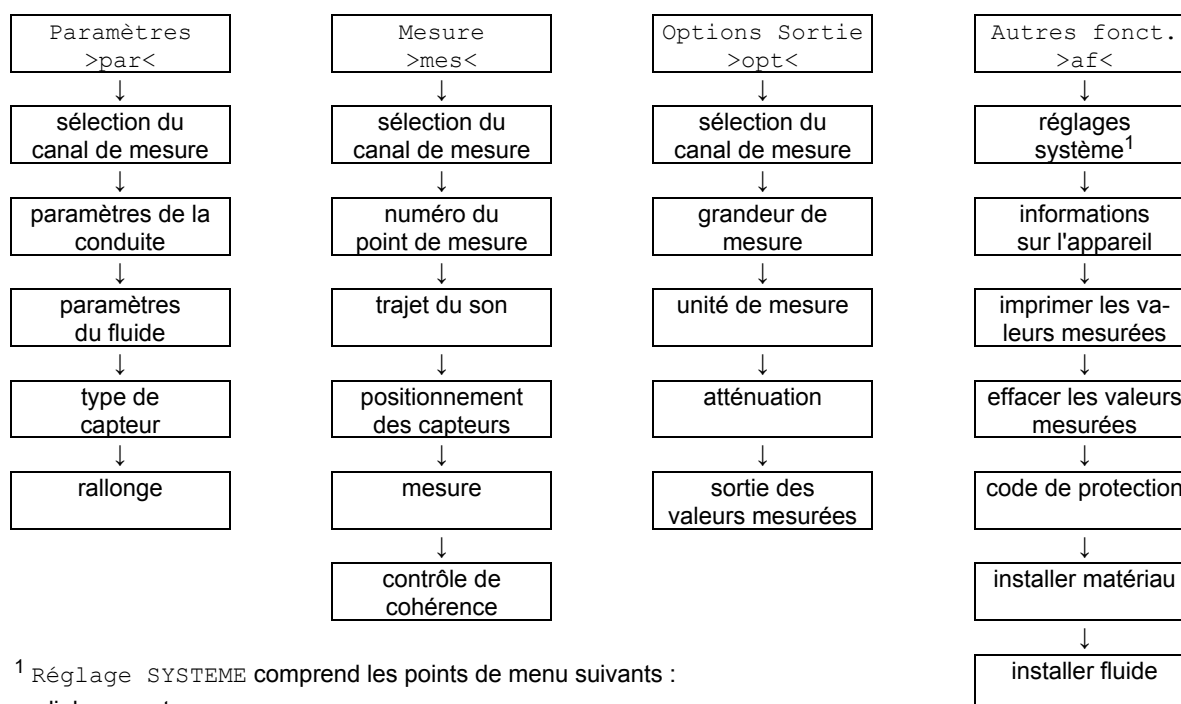 Paramètres
>par<
↓
sélection du
canal de mesure
↓
paramètres de la
conduite
↓
paramètres
du fluide
↓
type de
capteur
↓
rallonge
Mesure
>mes<
↓
sélection du
canal de mesure
↓
numéro du
point de mesure
↓
trajet du son
↓
positionnement
des capteurs
↓
mesure
↓
contrôle de
cohérence
Options Sortie
>opt<
↓
sélection du
canal de mesure
↓
grandeur de
mesure
↓
unité de mesure
↓
atténuation
↓
sortie des
valeurs mesurées
Autres fonct.
>af<
↓
réglages
système1
↓
informations
sur l'appareil
↓
imprimer les va-
leurs mesurées
↓
effacer les valeurs
mesurées
↓
code de protection
↓
installer matériau
↓
installer fluide
1 Réglage SYSTEME comprend les points de menu suivants :